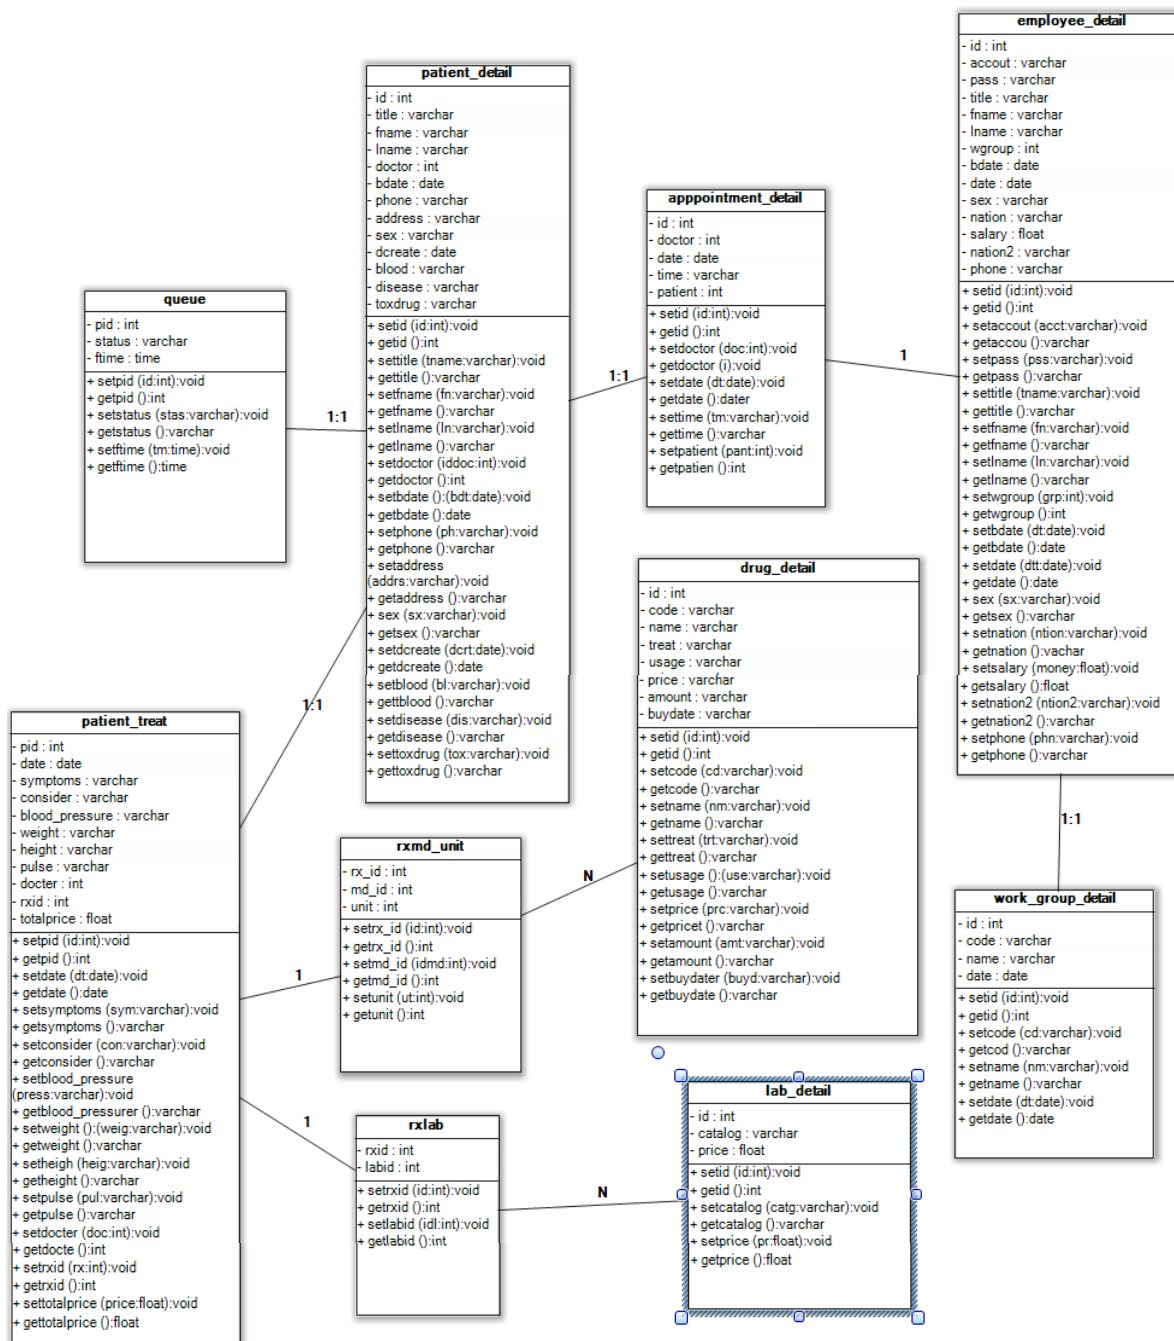 employee_detail
- id : int
- accout : varchar
- pass : varchar
- title : varchar
- fname : varchar
- lname : varchar
- wgroup : int
- bdate : date
- date : date
- sex : varchar
- nation : varchar
- salary : float
- nation2 : varchar
- phone : varchar
+ setid (id:int):void
+ getid ():int
+ setaccout (acct:varchar):void
+ getaccou ():varchar
+ setpass (pss:varchar):void
+ getpass ():varchar
+ settitle (tname:varchar):void
+ gettitle ():varchar
+ setfname (fn:varchar):void
+ getfname ():varchar
+ setlname (ln:varchar):void
+ getlname ():varchar
+ setwgroup (grp:int):void
+ getwgroup ():int
+ setbdate (dt:date):void
+ getbdate ():date
+ setdate (dtt:date):void
+ getdate ():date
+ sex (sx:varchar):void
+ getsex ():varchar
+ setnation (ntion:varchar):void
+ getnation ():vachar
+ setsalary (money:float):void
+ getsalary ():float
+ setnation2 (ntion2:varchar):void
+ getnation2 ():varchar
+ setphone (phn:varchar):void
+ getphone ():varchar
patient_detail
- id : int
- title : varchar
- fname : varchar
- lname : varchar
- doctor : int
- bdate : date
- phone : varchar
- address : varchar
- sex : varchar
- dcreate : date
- blood : varchar
- disease : varchar
- toxdrug : varchar
+ setid (id:int):void
+ getid ():int
+ settitle (tname:varchar):void
+ gettitle ():varchar
+ setfname (fn:varchar):void
+ getfname ():varchar
+ setlname (ln:varchar):void
+ getlname ():varchar
+ setdoctor (iddoc:int):void
+ getdoctor ():int
+ setbdate ():(bdt:date):void
+ getbdate ():date
+ setphone (ph:varchar):void
+ getphone ():varchar
+ setaddress
(addrs:varchar):void
+ getaddress ():varchar
+ sex (sx:varchar):void
+ getsex ():varchar
+ setdcreate (dcrt:date):void
+ getdcreate ():date
+ setblood (bl:varchar):void
+ gettblood ():varchar
+ setdisease (dis:varchar):void
+ getdisease ():varchar
+ settoxdrug (tox:varchar):void
+ gettoxdrug ():varchar
apppointment_detail
- id : int
- doctor : int
- date : date
- time : varchar
- patient : int
+ setid (id:int):void
+ getid ():int
+ setdoctor (doc:int):void
+ getdoctor (i):void
+ setdate (dt:date):void
+ getdate ():dater
+ settime (tm:varchar):void
+ gettime ():varchar
+ setpatient (pant:int):void
+ getpatien ():int
1
1:1
queue
- pid : int
- status : varchar
- ftime : time
+ setpid (id:int):void
+ getpid ():int
+ setstatus (stas:varchar):void
+ getstatus ():varchar
+ setftime (tm:time):void
+ getftime ():time
1:1
drug_detail
- id : int
- code : varchar
- name : varchar
- treat : varchar
- usage : varchar
- price : varchar
- amount : varchar
- buydate : varchar
+ setid (id:int):void
+ getid ():int
+ setcode (cd:varchar):void
+ getcode ():varchar
+ setname (nm:varchar):void
+ getname ():varchar
+ settreat (trt:varchar):void
+ gettreat ():varchar
+ setusage ():(use:varchar):void
+ getusage ():varchar
+ setprice (prc:varchar):void
+ getpricet ():varchar
+ setamount (amt:varchar):void
+ getamount ():varchar
+ setbuydater (buyd:varchar):void
+ getbuydate ():varchar
1:1
patient_treat
- pid : int
- date : date
- symptoms : varchar
- consider : varchar
- blood_pressure : varchar
- weight : varchar
- height : varchar
- pulse : varchar
- docter : int
- rxid : int
- totalprice : float
+ setpid (id:int):void
+ getpid ():int
+ setdate (dt:date):void
+ getdate ():date
+ setsymptoms (sym:varchar):void
+ getsymptoms ():varchar
+ setconsider (con:varchar):void
+ getconsider ():varchar
+ setblood_pressure
(press:varchar):void
+ getblood_pressurer ():varchar
+ setweight ():(weig:varchar):void
+ getweight ():varchar
+ setheigh (heig:varchar):void
+ getheight ():varchar
+ setpulse (pul:varchar):void
+ getpulse ():varchar
+ setdocter (doc:int):void
+ getdocte ():int
+ setrxid (rx:int):void
+ getrxid ():int
+ settotalprice (price:float):void
+ gettotalprice ():float
1:1
rxmd_unit
- rx_id : int
- md_id : int
- unit : int
+ setrx_id (id:int):void
+ getrx_id ():int
+ setmd_id (idmd:int):void
+ getmd_id ():int
+ setunit (ut:int):void
+ getunit ():int
N
1
work_group_detail
- id : int
- code : varchar
- name : varchar
- date : date
+ setid (id:int):void
+ getid ():int
+ setcode (cd:varchar):void
+ getcod ():varchar
+ setname (nm:varchar):void
+ getname ():varchar
+ setdate (dt:date):void
+ getdate ():date
1
rxlab
- rxid : int
- labid : int
+ setrxid (id:int):void
+ getrxid ():int
+ setlabid (idl:int):void
+ getlabid ():int
N
lab_detail
- id : int
- catalog : varchar
- price : float
+ setid (id:int):void
+ getid ():int
+ setcatalog (catg:varchar):void
+ getcatalog ():varchar
+ setprice (pr:float):void
+ getprice ():float